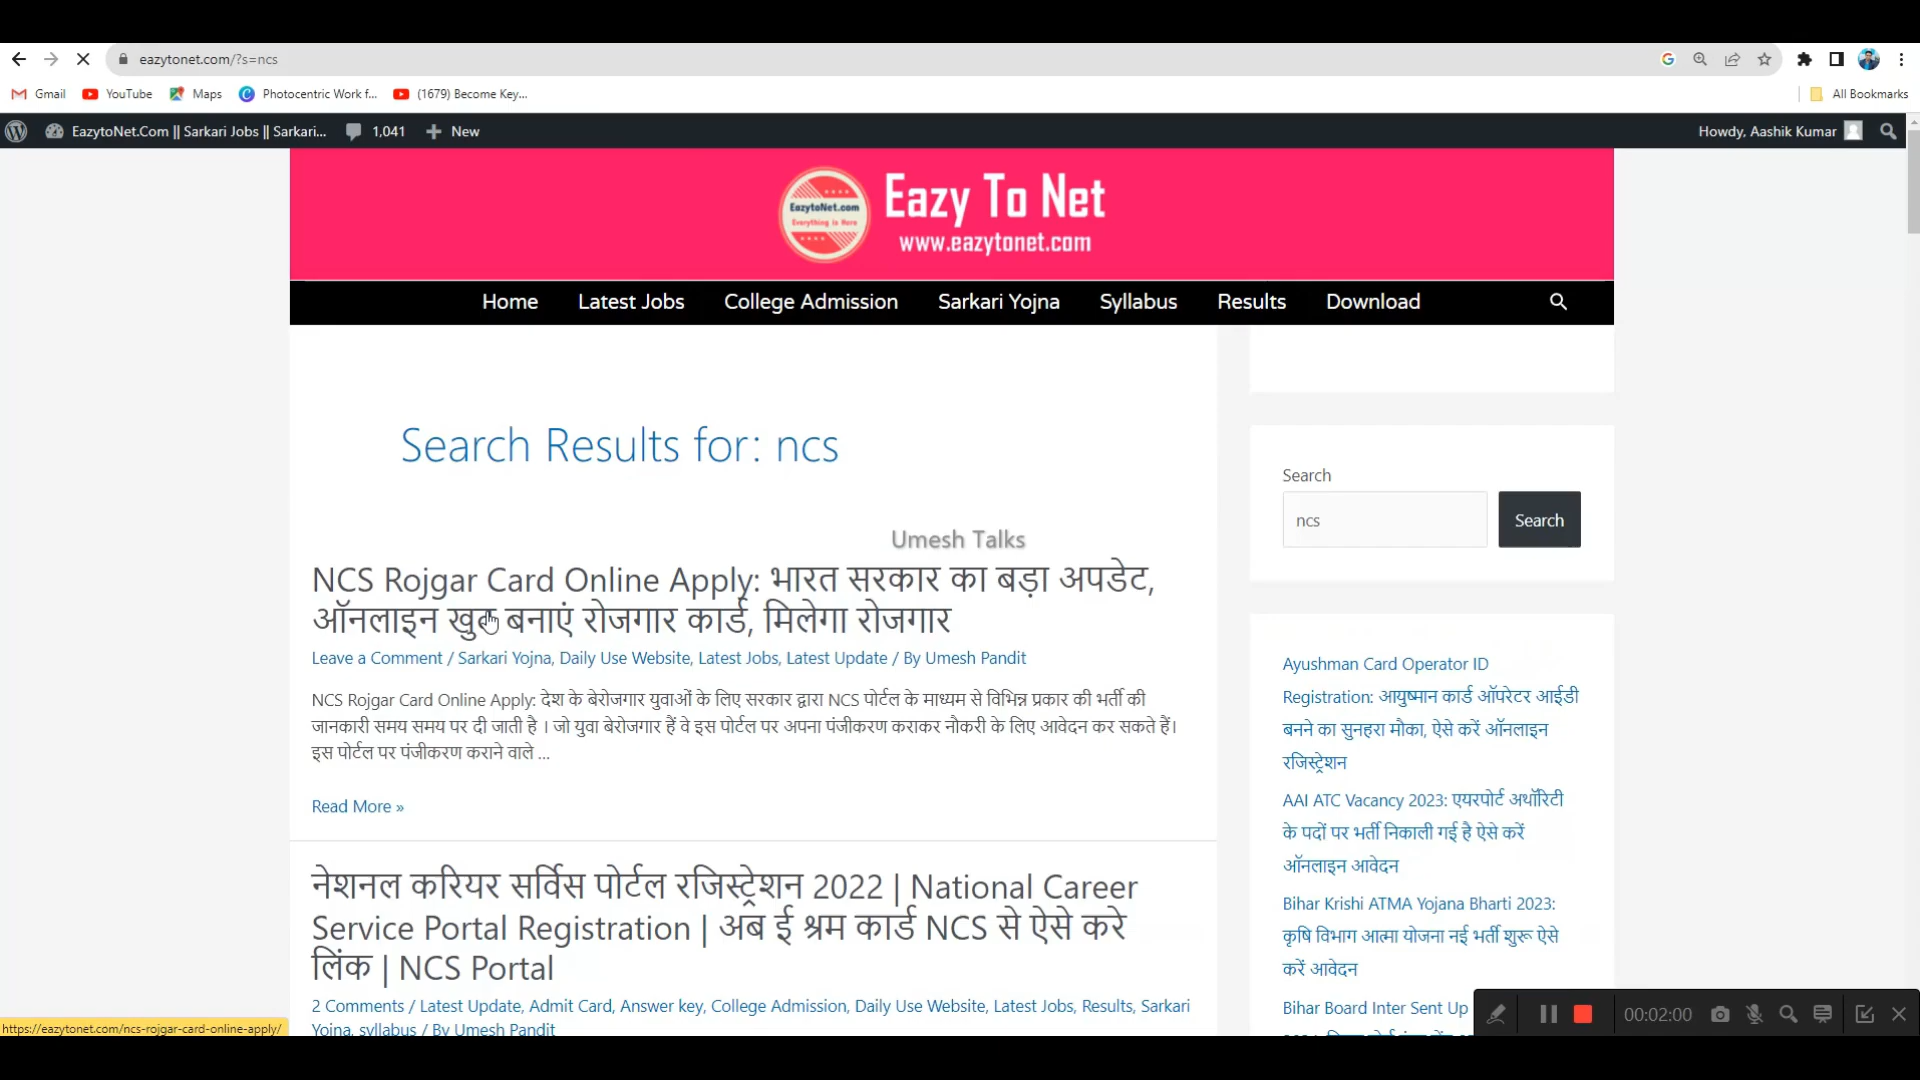 eazytonet.com/?s=ncs
Gmail YouTube Maps Photocentric Work f... (1679) Become Key... All Bookmarks
EazytoNet.Com || Sarkari Jobs || Sarkari... 1,041 New Howdy, Aashik Kumar
EazytoNet.com
Everything is Here
Eazy To Net
www.eazytonet.com
Home Latest Jobs College Admission Sarkari Yojna Syllabus Results Download
Search Results for: ncs
Umesh Talks
NCS Rojgar Card Online Apply: भारत सरकार का बड़ा अपडेट,
ऑनलाइन खुद बनाएं रोजगार कार्ड, मिलेगा रोजगार
Leave a Comment / Sarkari Yojna, Daily Use Website, Latest Jobs, Latest Update / By Umesh Pandit
NCS Rojgar Card Online Apply: देश के बेरोजगार युवाओं के लिए सरकार द्वारा NCS पोर्टल के माध्यम से विभिन्न प्रकार की भर्ती की
जानकारी समय समय पर दी जाती है । जो युवा बेरोजगार हैं वे इस पोर्टल पर अपना पंजीकरण कराकर नौकरी के लिए आवेदन कर सकते हैं।
इस पोर्टल पर पंजीकरण कराने वाले ...
Read More »
नेशनल करियर सर्विस पोर्टल रजिस्ट्रेशन 2022 | National Career
Service Portal Registration | अब ई श्रम कार्ड NCS से ऐसे करे
लिंक | NCS Portal
2 Comments / Latest Update, Admit Card, Answer key, College Admission, Daily Use Website, Latest Jobs, Results, Sarkari
Yojna, syllabus / By Umesh Pandit
Search
ncs Search
Ayushman Card Operator ID
Registration: आयुष्मान कार्ड ऑपरेटर आईडी
बनने का सुनहरा मौका, ऐसे करें ऑनलाइन
रजिस्ट्रेशन
AAI ATC Vacancy 2023: एयरपोर्ट अथॉरिटी
के पदों पर भर्ती निकाली गई है ऐसे करें
ऑनलाइन आवेदन
Bihar Krishi ATMA Yojana Bharti 2023:
कृषि विभाग आत्मा योजना नई भर्ती शुरू ऐसे
करें आवेदन
Bihar Board Inter Sent Up
https://eazytonet.com/ncs-rojgar-card-online-apply/
00:02:00